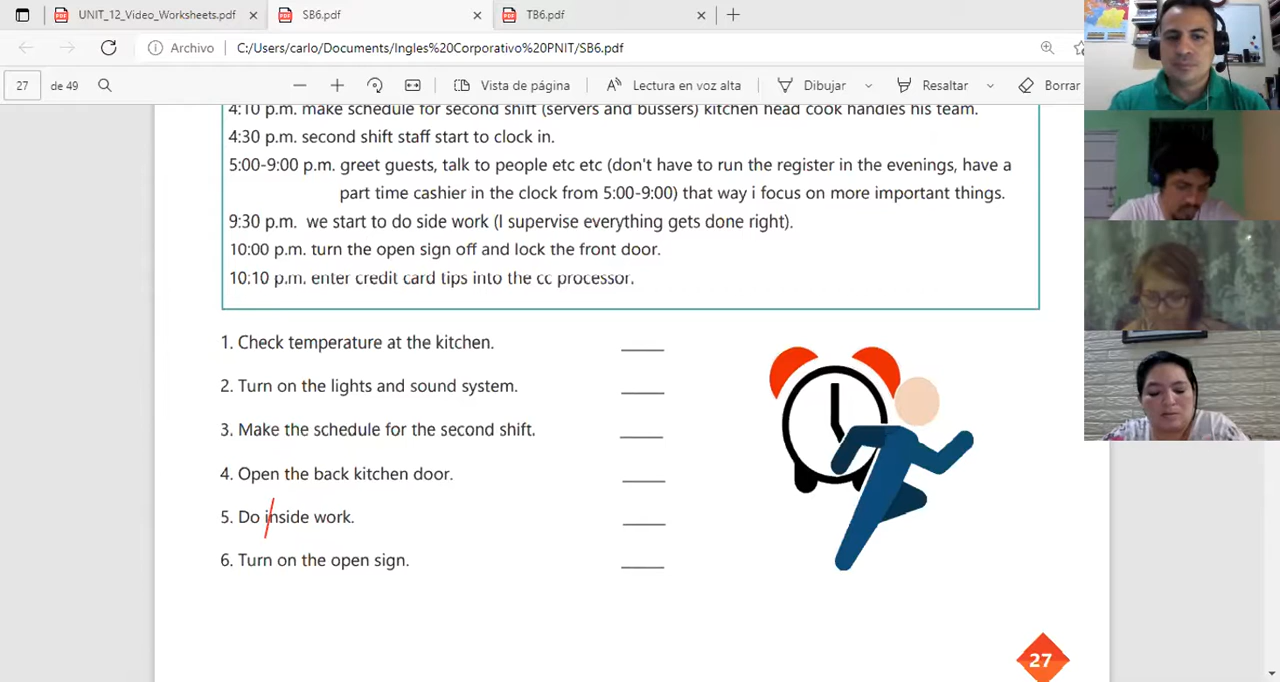 UNIT_12_Video_Worksheets.pdf
SB6.pdf
TB6.pdf
Archivo C:/Users/carlo/Documents/Ingles%20Corporativo%20PNIT/SB6.pdf
27 de 49 Vista de página Lectura en voz alta Dibujar Resaltar Borrar
4:10 p.m. make schedule for second shift (servers and bussers) kitchen head cook handles his team.
4:30 p.m. second shift staff start to clock in.
5:00-9:00 p.m. greet guests, talk to people etc etc (don't have to run the register in the evenings, have a
part time cashier in the clock from 5:00-9:00) that way i focus on more important things.
9:30 p.m. we start to do side work (I supervise everything gets done right).
10:00 p.m. turn the open sign off and lock the front door.
10:10 p.m. enter credit card tips into the cc processor.
1. Check temperature at the kitchen. ____
2. Turn on the lights and sound system. ____
3. Make the schedule for the second shift. ____
4. Open the back kitchen door. ____
5. Do inside work. ____
6. Turn on the open sign. ____
27